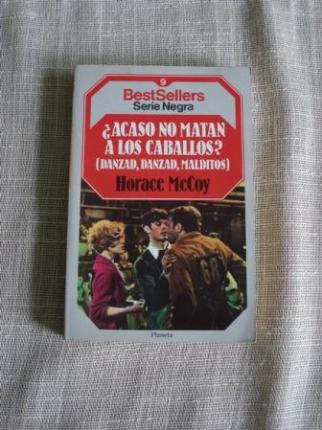 9
BestSellers
Serie Negra
¿ACASO NO MATAN
A LOS CABALLOS?
(DANZAD, DANZAD, MALDITOS)
Horace McCoy
68
Planeta